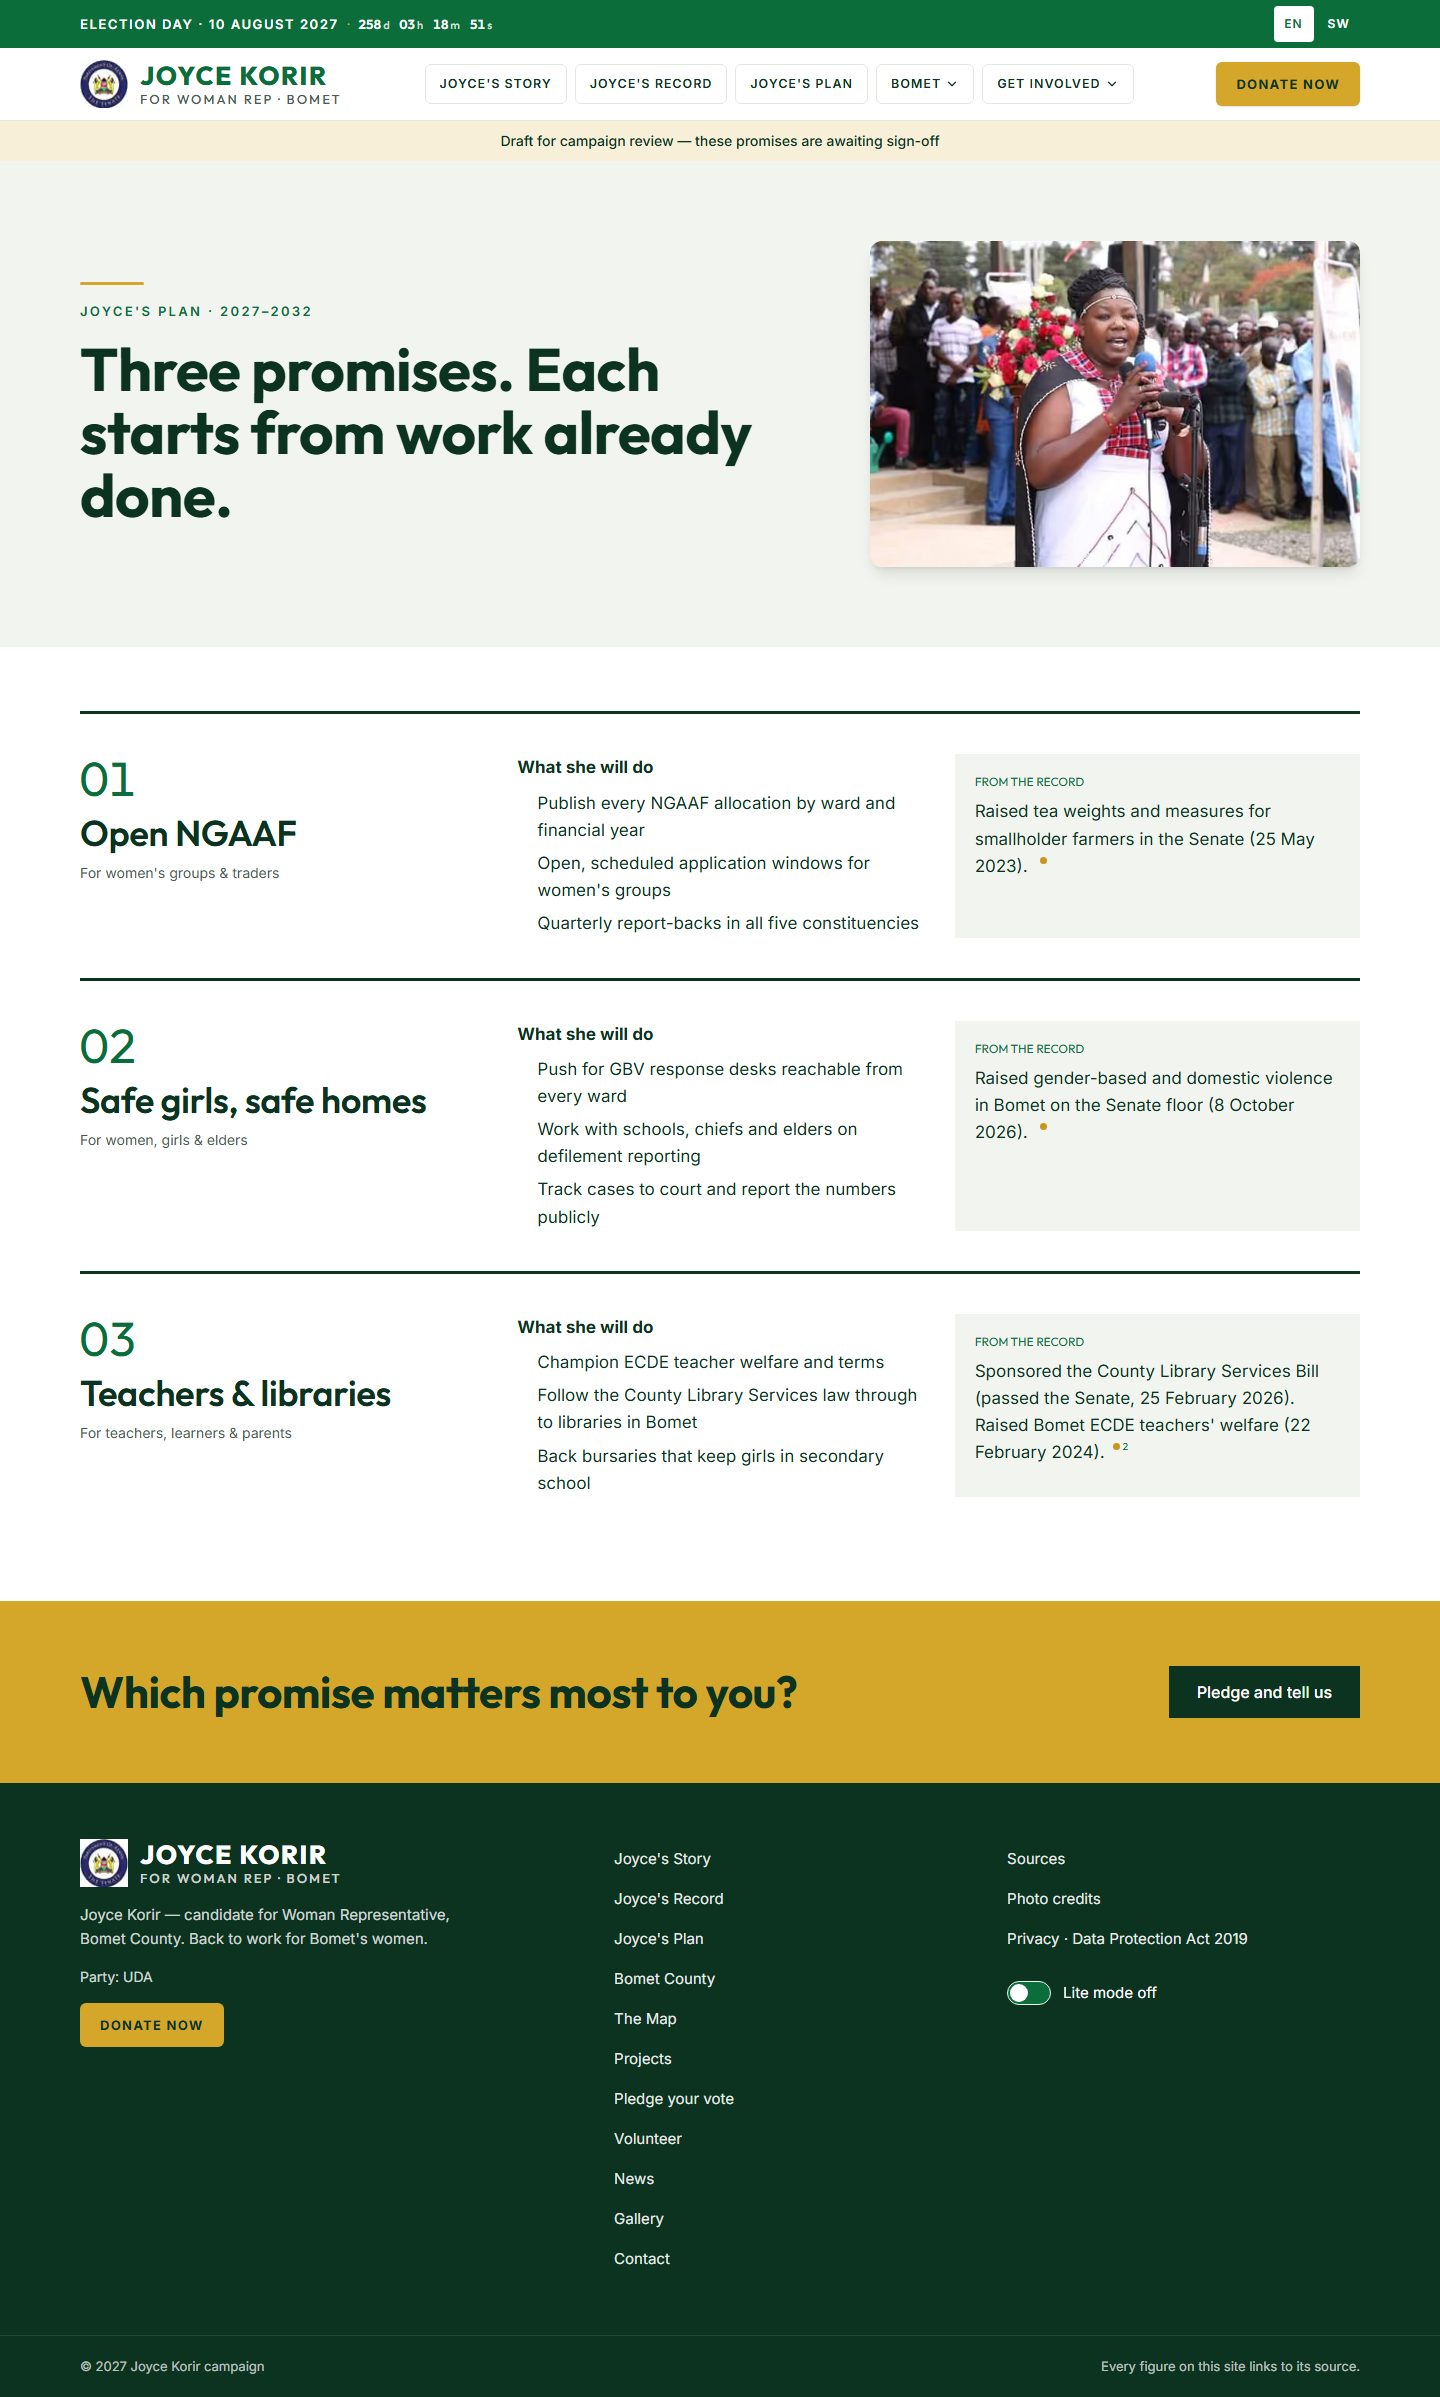 ELECTION DAY · 10 AUGUST 2027 · 258d 03h 18m 51s
EN SW
JOYCE KORIR
FOR WOMAN REP · BOMET
JOYCE'S STORY
JOYCE'S RECORD
JOYCE'S PLAN
BOMET
GET INVOLVED
DONATE NOW
Draft for campaign review — these promises are awaiting sign-off
JOYCE'S PLAN · 2027–2032
Three promises. Each
starts from work already
done.
01
Open NGAAF
For women's groups & traders
What she will do
Publish every NGAAF allocation by ward and
financial year
Open, scheduled application windows for
women's groups
Quarterly report-backs in all five constituencies
FROM THE RECORD
Raised tea weights and measures for
smallholder farmers in the Senate (25 May
2023).
02
Safe girls, safe homes
For women, girls & elders
What she will do
Push for GBV response desks reachable from
every ward
Work with schools, chiefs and elders on
defilement reporting
Track cases to court and report the numbers
publicly
FROM THE RECORD
Raised gender-based and domestic violence
in Bomet on the Senate floor (8 October
2026).
03
Teachers & libraries
For teachers, learners & parents
What she will do
Champion ECDE teacher welfare and terms
Follow the County Library Services law through
to libraries in Bomet
Back bursaries that keep girls in secondary
school
FROM THE RECORD
Sponsored the County Library Services Bill
(passed the Senate, 25 February 2026).
Raised Bomet ECDE teachers' welfare (22
February 2024). 2
Which promise matters most to you?
Pledge and tell us
JOYCE KORIR
FOR WOMAN REP · BOMET
Joyce Korir — candidate for Woman Representative,
Bomet County. Back to work for Bomet's women.
Party: UDA
DONATE NOW
Joyce's Story
Joyce's Record
Joyce's Plan
Bomet County
The Map
Projects
Pledge your vote
Volunteer
News
Gallery
Contact
Sources
Photo credits
Privacy · Data Protection Act 2019
Lite mode off
© 2027 Joyce Korir campaign
Every figure on this site links to its source.